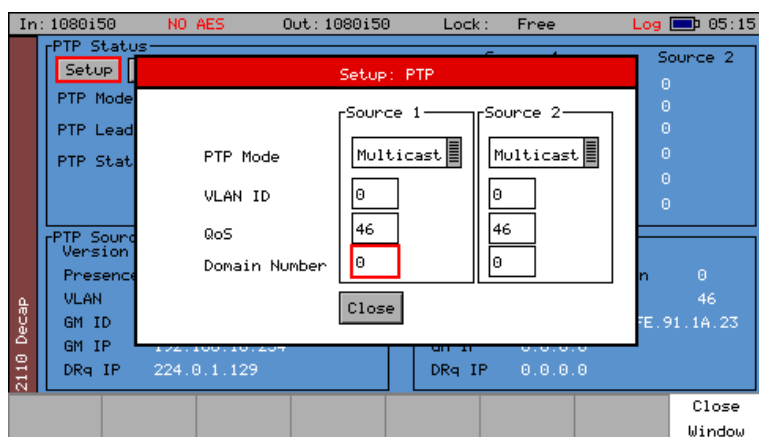 In: 1080i50 NO AES Out: 1080i50 Lock: Free Log 05:15
PTP Status
Source 2
Setup
Setup: PTP
0
PTP Mode
0
Source 1 Source 2
PTP Lead
0
PTP Mode Multicast Multicast
PTP Stat
0
VLAN ID 0 0
0
0
QoS 46 46
PTP Sourc
Version
Domain Number 0 0
Presence
n 0
VLAN
46
Close
GM ID
FE.91.1A.23
GM IP 192.168.10.234
GM IP 0.0.0.0
DRq IP 224.0.1.129
DRq IP 0.0.0.0
2110 Decap
Close
Window